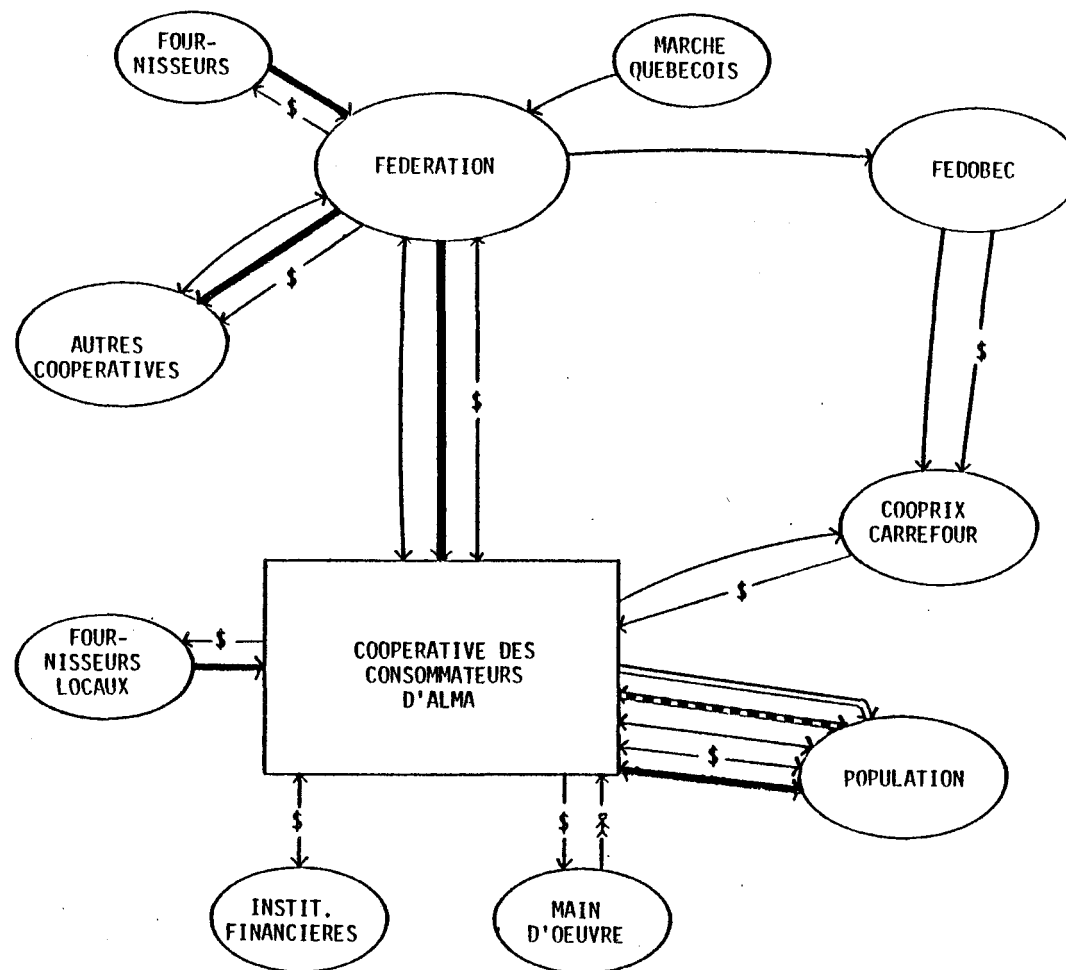 FOUR-
NISSEURS
MARCHE
QUEBECOIS
$
FEDERATION
FEDOBEC
$
AUTRES
COOPERATIVES
$
$
COOPRIX
CARREFOUR
$
FOUR-
NISSEURS
LOCAUX
$
COOPERATIVE DES
CONSOMMATEURS
D'ALMA
$
POPULATION
$
$
INSTIT.
FINANCIERES
MAIN
D'OEUVRE